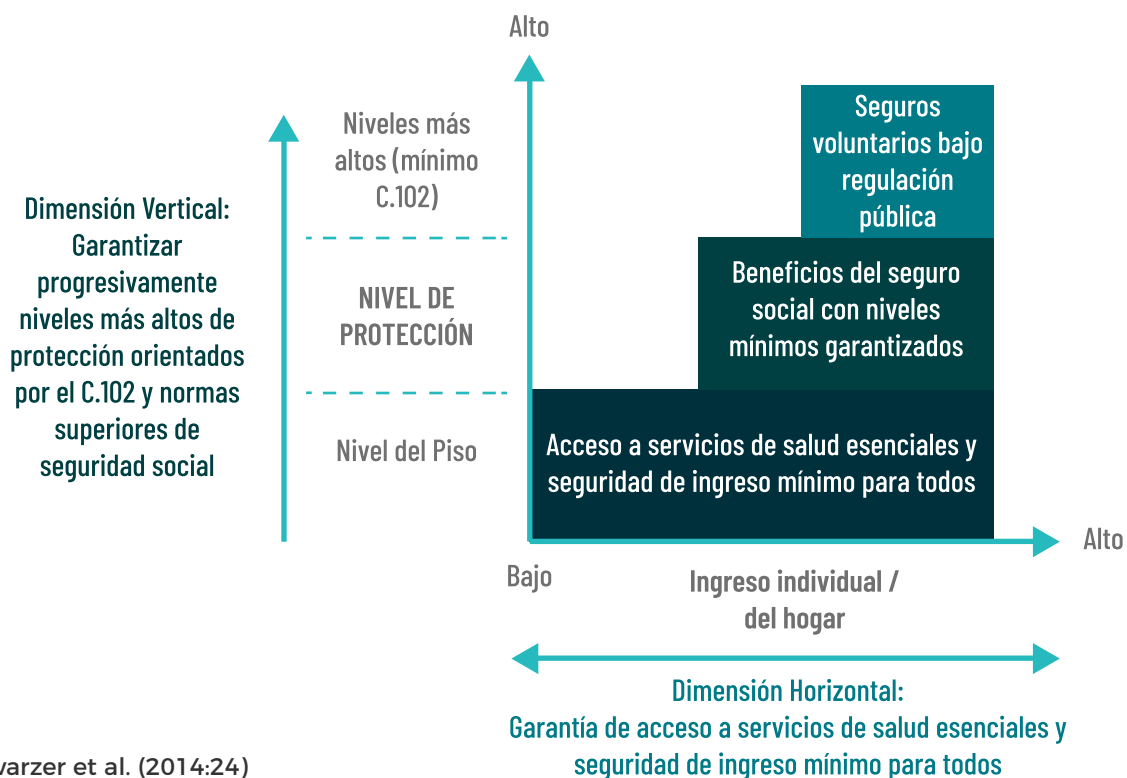 Alto
Niveles más
altos (mínimo
C.102)
Dimensión Vertical:
Garantizar
progresivamente
niveles más altos de
protección orientados
por el C.102 y normas
superiores de
seguridad social
NIVEL DE
PROTECCIÓN
Nivel del Piso
Seguros
voluntarios bajo
regulación
pública
Beneficios del seguro
social con niveles
mínimos garantizados
Acceso a servicios de salud esenciales y
seguridad de ingreso mínimo para todos
Alto
Bajo
Ingreso individual /
del hogar
Dimensión Horizontal:
Garantía de acceso a servicios de salud esenciales y
seguridad de ingreso mínimo para todos
et al. (2014:24)